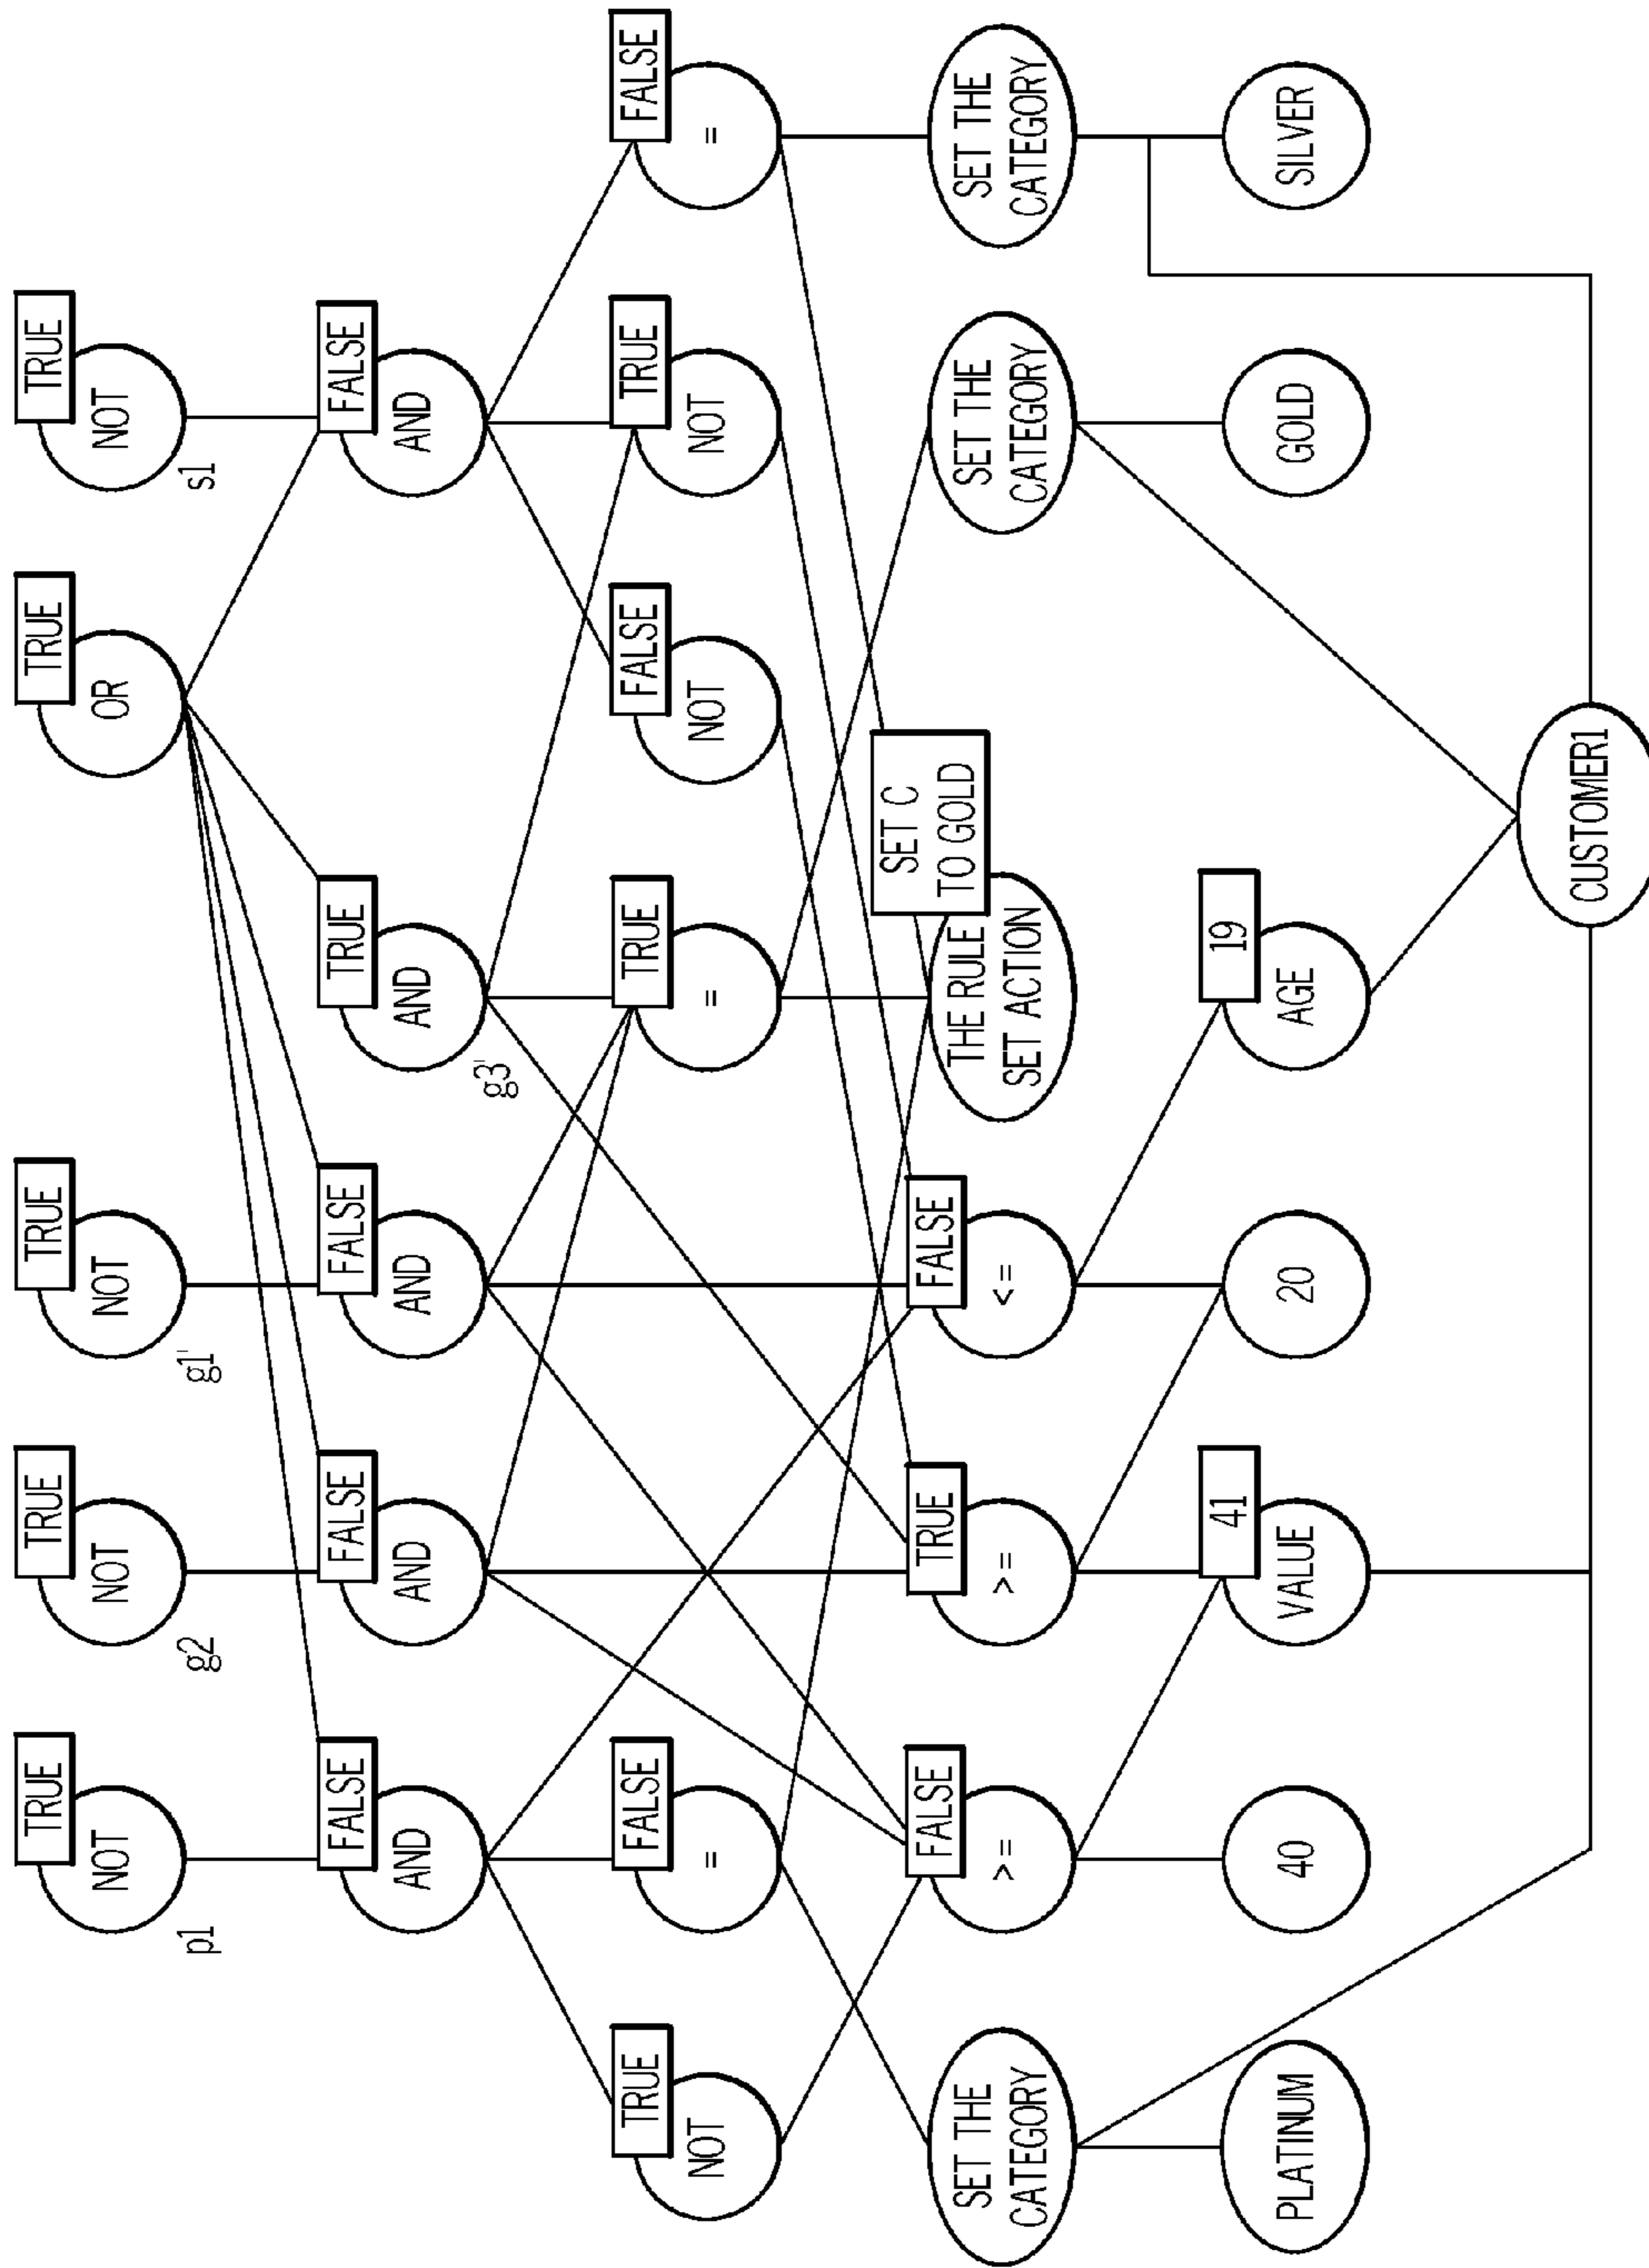 TRUE
NOT
p1
TRUE
NOT
g2
TRUE
NOT
g1'
TRUE
OR
TRUE
NOT
s1
FALSE
AND
FALSE
AND
FALSE
AND
TRUE
AND
g3'
FALSE
AND
TRUE
NOT
FALSE
=
TRUE
=
FALSE
NOT
TRUE
NOT
FALSE
=
SET THE
CATEGORY
FALSE
>=
TRUE
>=
FALSE
<=
SET C
TO GOLD
THE RULE
SET ACTION
SET THE
CATEGORY
SET THE
CATEGORY
PLATINUM
40
41
VALUE
20
19
AGE
GOLD
SILVER
CUSTOMER1